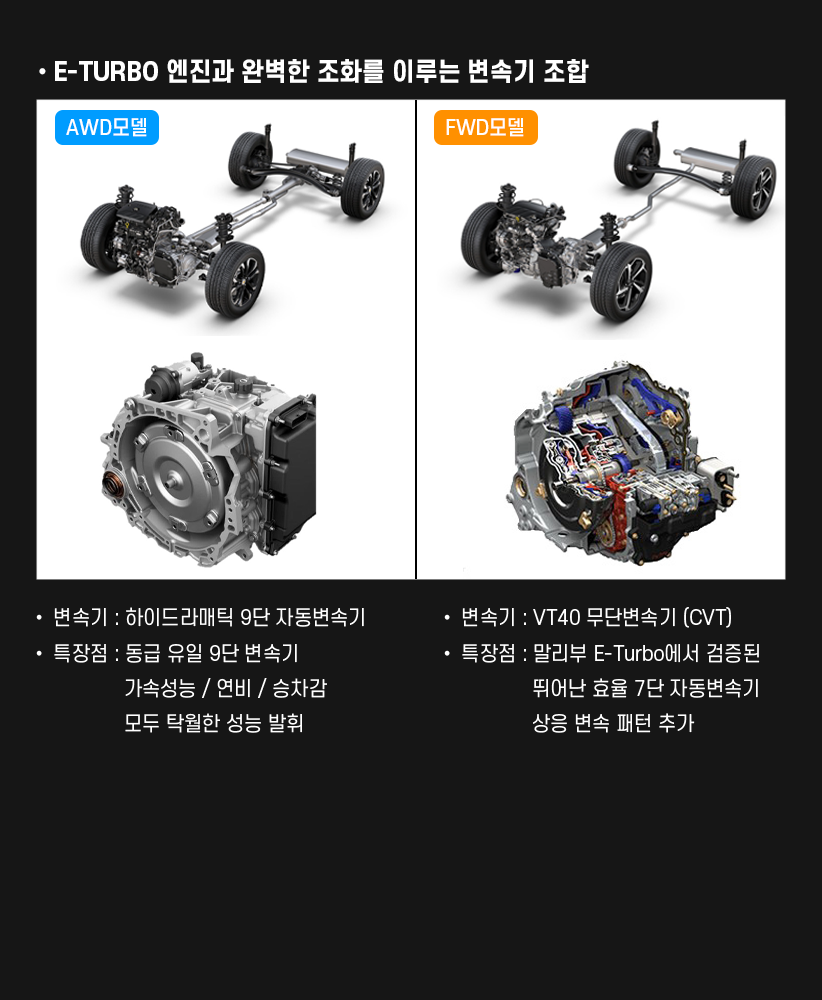 • E-TURBO 엔진과 완벽한 조화를 이루는 변속기 조합
AWD모델
FWD모델
• 변속기 : 하이드라매틱 9단 자동변속기
• 특장점 : 동급 유일 9단 변속기
가속성능 / 연비 / 승차감
모두 탁월한 성능 발휘
• 변속기 : VT40 무단변속기 (CVT)
• 특장점 : 말리부 E-Turbo에서 검증된
뛰어난 효율 7단 자동변속기
상응 변속 패턴 추가